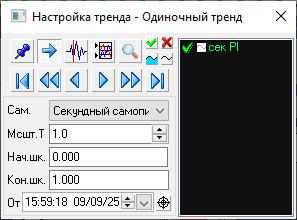 Настройка тренда - Одиночный тренд
сек PI
Сам. Секундный самопи
Мсшт.Т 1.0
Нач.шк. 0.000
Кон.шк. 1.000
От 15:59:18 09/09/25